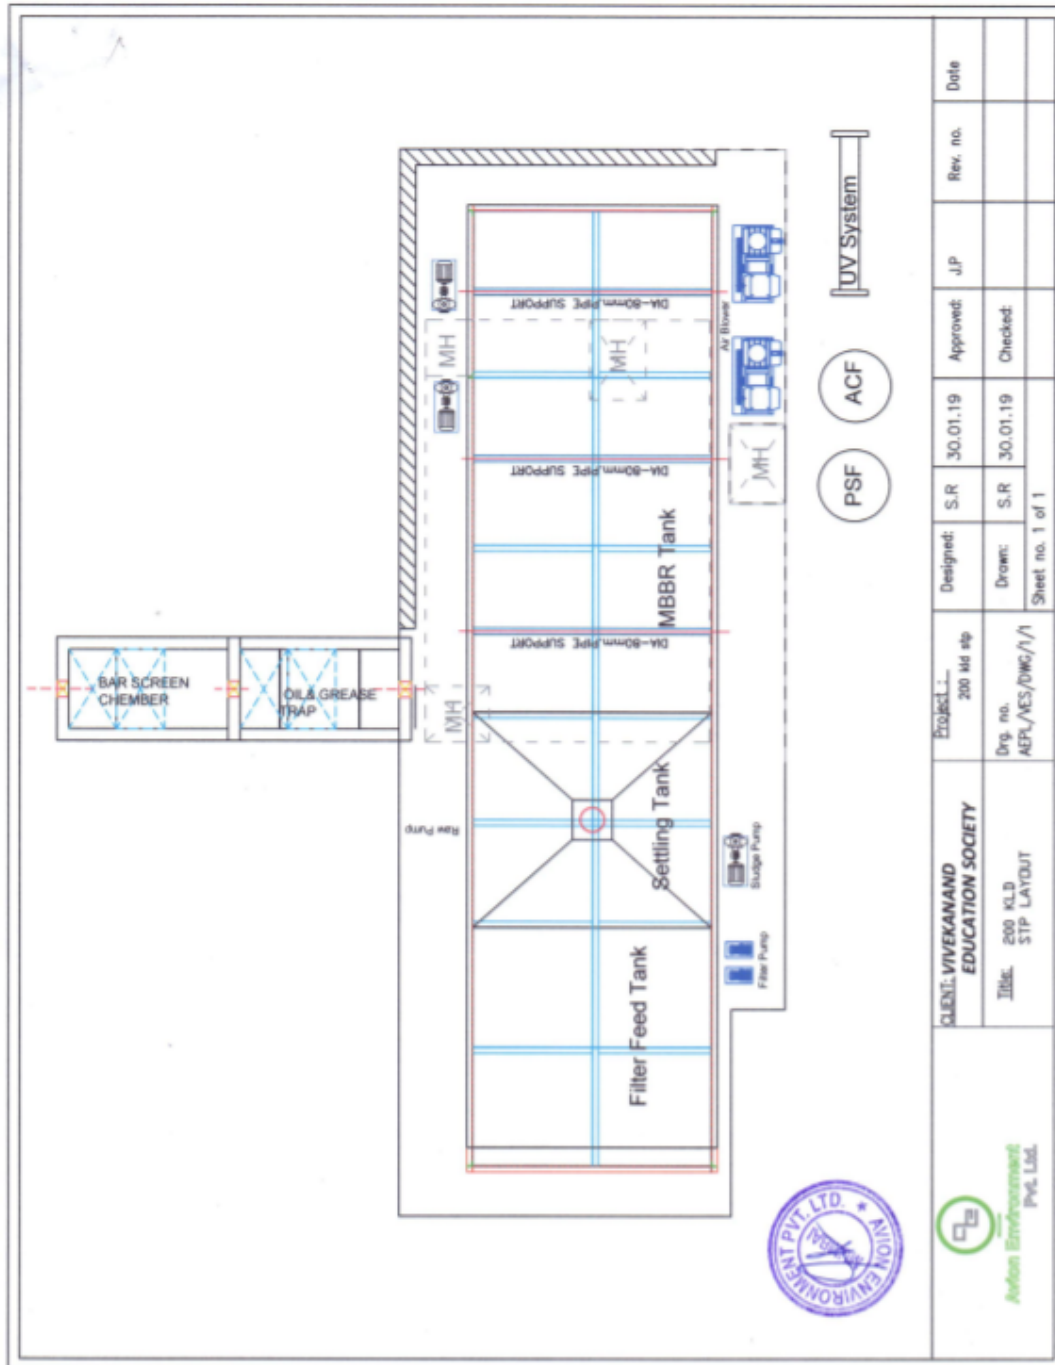 BAR SCREEN
CHEMBER
OIL& GREASE
TRAP
MH
MH
MH
MH
Raw Pump
DIA-80mm.PIPE SUPPORT
DIA-80mm.PIPE SUPPORT
DIA-80mm.PIPE SUPPORT
Filter Feed Tank
Settling Tank
MBBR Tank
Filter Pump
Sludge Pump
Air Blower
PSF
ACF
UV System
AVION ENVIRONMENT PVT. LTD. ★
Avion Environment
Pvt. Ltd.
CLIENT: VIVEKANAND
EDUCATION SOCIETY
Title: 200 KLD
STP LAYOUT
Project :
200 kld stp
Drg. no.
AEPL/VES/DWG/1/1
Designed: S.R 30.01.19
Approved: J.P
Rev. no. Date
Drawn: S.R 30.01.19
Checked:
Sheet no. 1 of 1